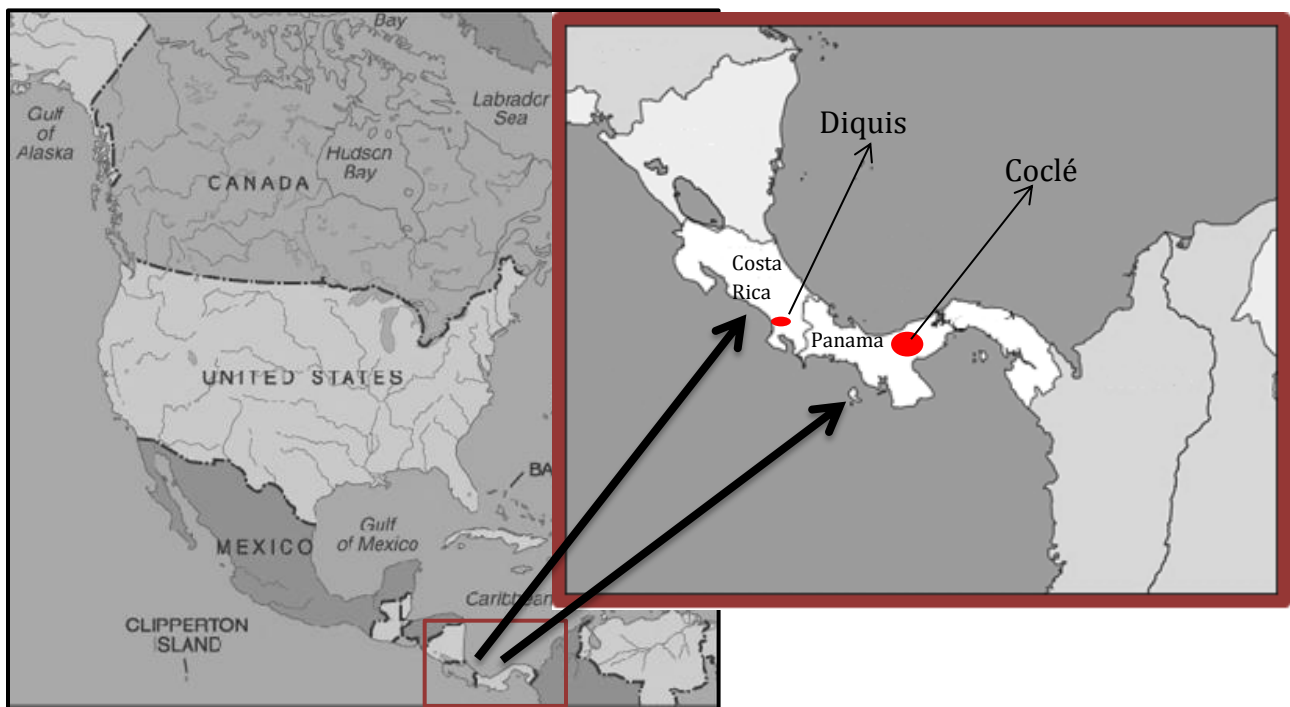 Bay
Gulf
of
Alaska
Labrador
Sea
Hudson
Bay
CANADA
UNITED STATES
BA
Gulf
of Mexico
MEXICO
Caribbean
CLIPPERTON
ISLAND
Diquis
Coclé
Costa
Rica
Panama